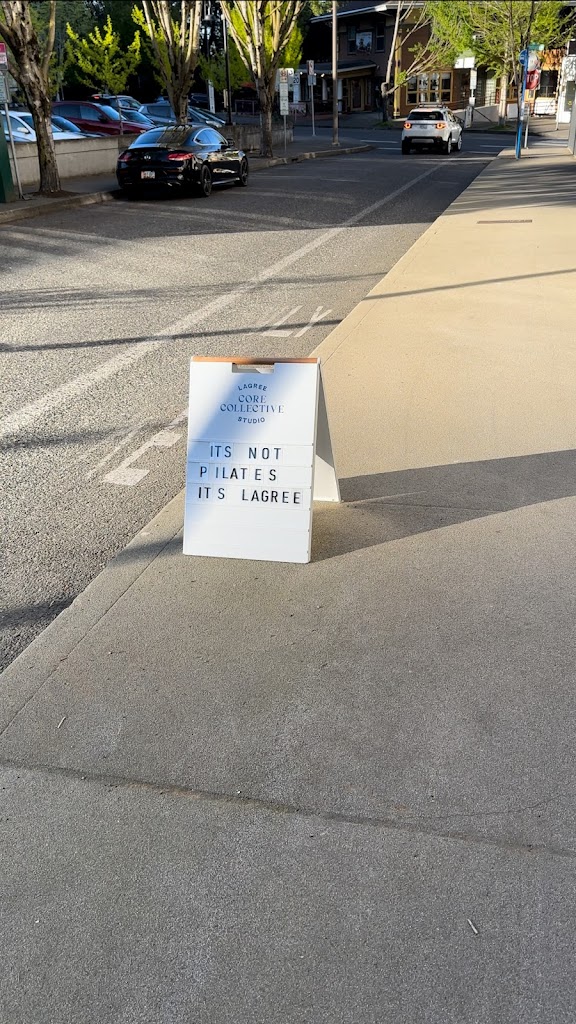 LAGREE
CORE
COLLECTIVE
STUDIO
ITS NOT
PILATES
ITS LAGREE